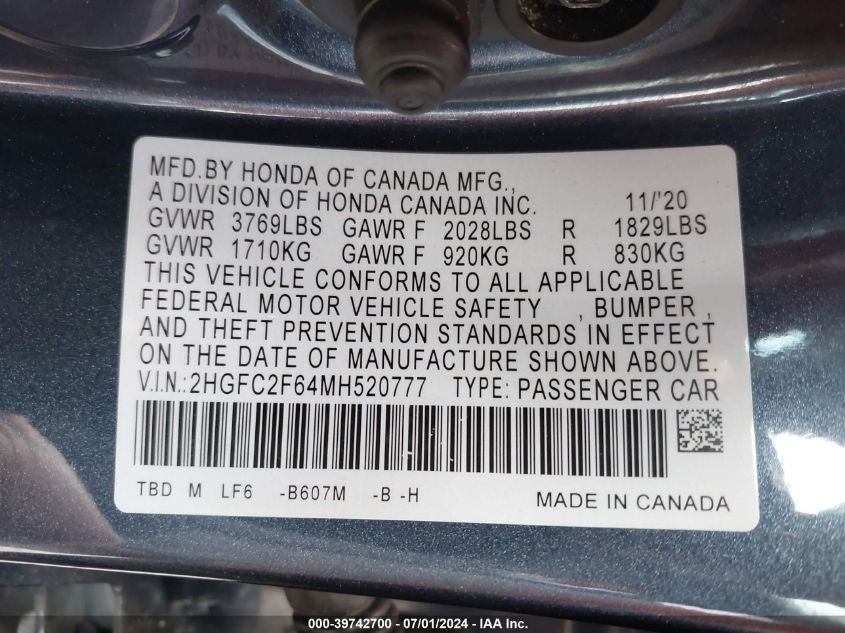 MFD.BY HONDA OF CANADA MFG.,
A DIVISION OF HONDA CANADA INC. 11/'20
GVWR 3769LBS GAWR F 2028LBS R 1829LBS
GVWR 1710KG GAWR F 920KG R 830KG
THIS VEHICLE CONFORMS TO ALL APPLICABLE
FEDERAL MOTOR VEHICLE SAFETY , BUMPER ,
AND THEFT PREVENTION STANDARDS IN EFFECT
ON THE DATE OF MANUFACTURE SHOWN ABOVE.
V.I.N.:2HGFC2F64MH520777 TYPE: PASSENGER CAR
TBD M LF6 -B607M -B -H MADE IN CANADA
000-39742700 - 07/01/2024 - IAA Inc.